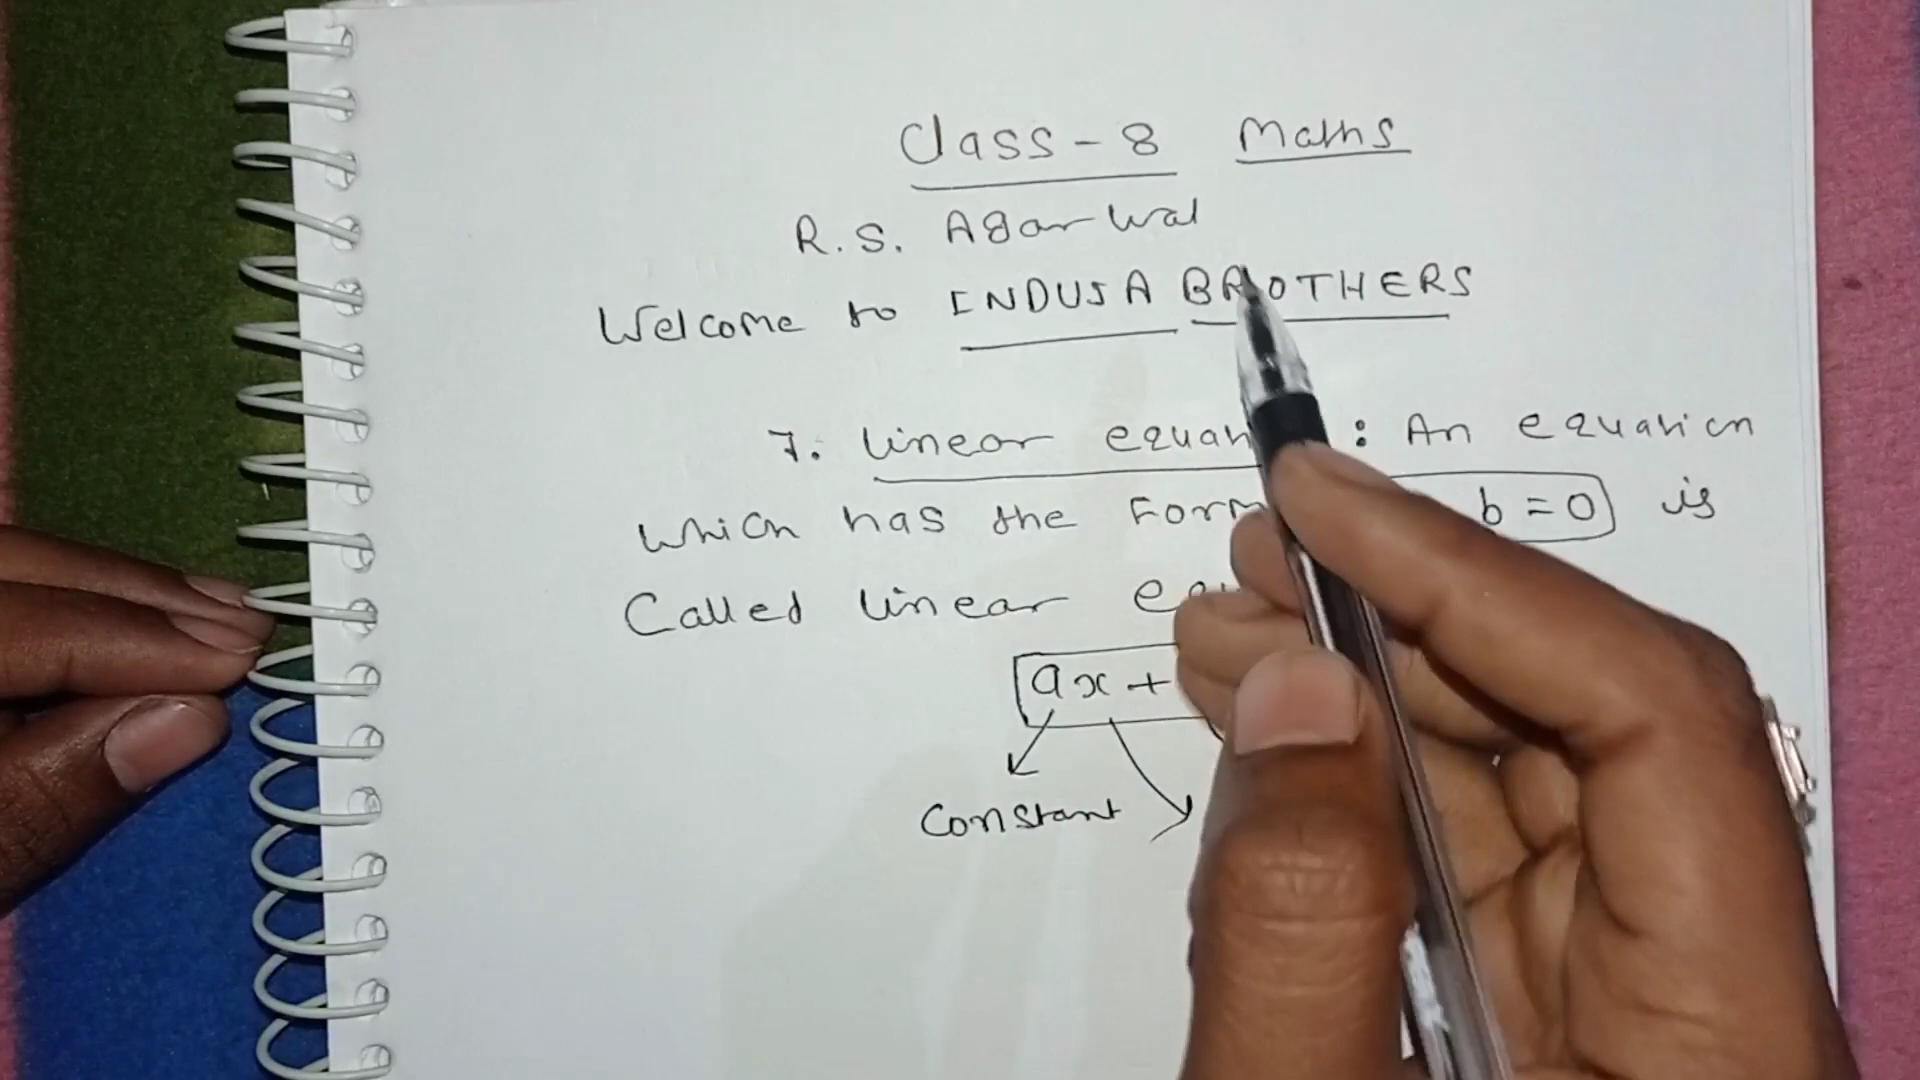 Class - 8 Maths
R.S. Agarwal
Welcome to INDUSA BROTHERS
7. linear : An equation
which has the b = 0 is
Called linear
ax +
Constant